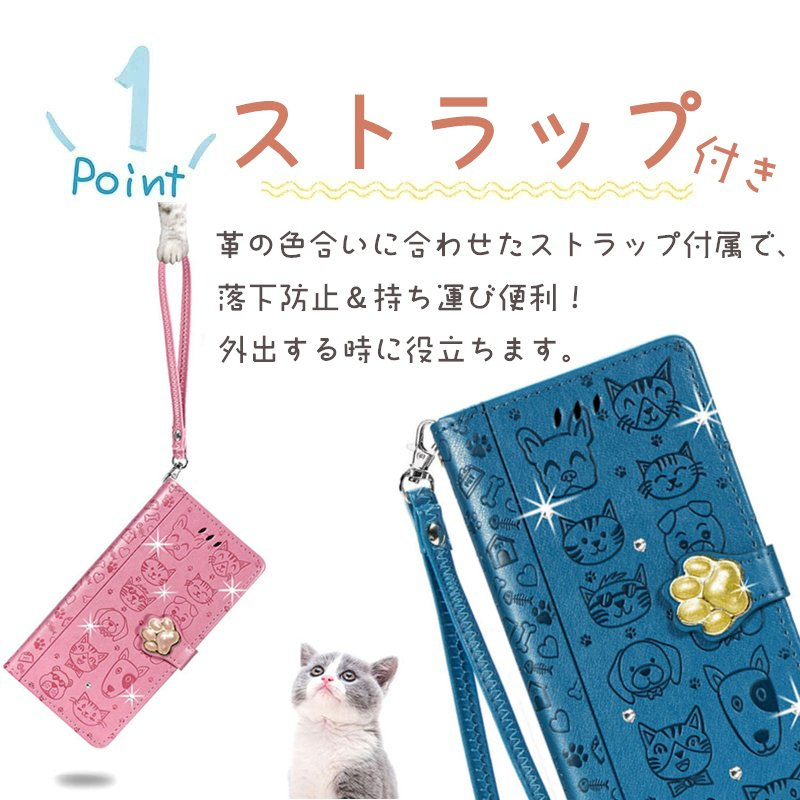 1
Point
ストラップ付き
革の色合いに合わせたストラップ付属で、
落下防止＆持ち運び便利！
外出する時に役立ちます。